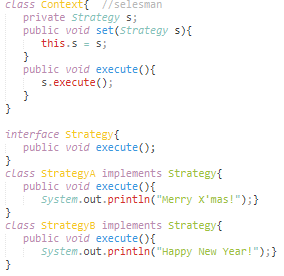 class Context{  //selesman
   private Strategy s;
   public void set(Strategy s){
      this.s = s;
   }
   public void execute(){
      s.execute();
   }
}

interface Strategy{
   public void execute();
}
class StrategyA implements Strategy{
   public void execute(){
      System.out.println("Merry X'mas!");}
}
class StrategyB implements Strategy{
   public void execute(){
      System.out.println("Happy New Year!");}
}